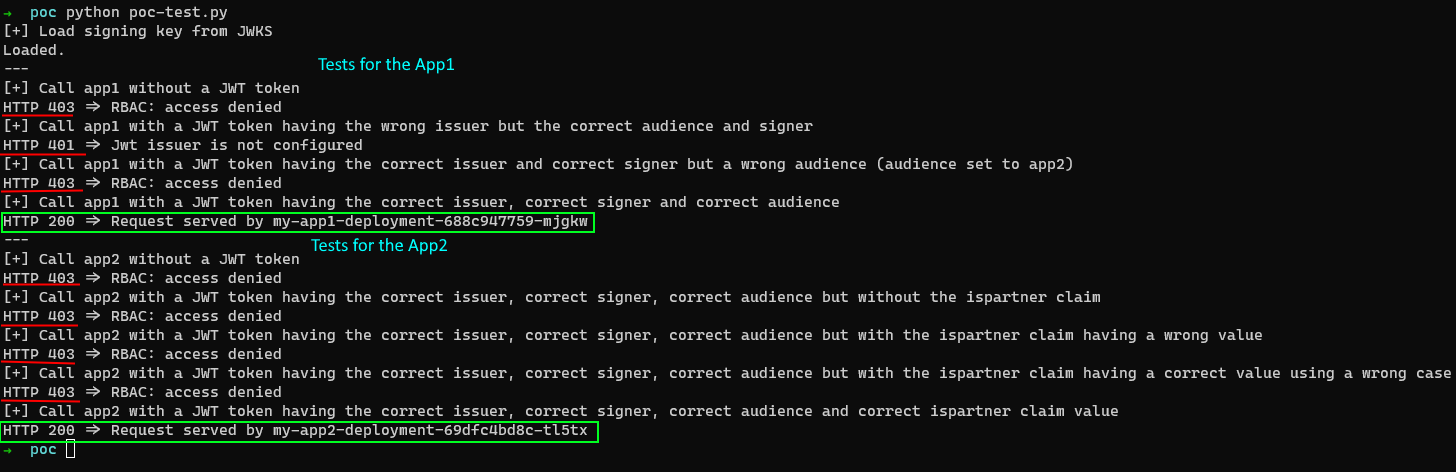 → poc python poc-test.py
[+] Load signing key from JWKS
Loaded.
Tests for the App1
---
[+] Call app1 without a JWT token
HTTP 403 ⇒ RBAC: access denied
[+] Call app1 with a JWT token having the wrong issuer but the correct audience and signer
HTTP 401 ⇒ Jwt issuer is not configured
[+] Call app1 with a JWT token having the correct issuer and correct signer but a wrong audience (audience set to app2)
HTTP 403 ⇒ RBAC: access denied
[+] Call app1 with a JWT token having the correct issuer, correct signer and correct audience
HTTP 200 ⇒ Request served by my-app1-deployment-688c947759-mjgkw
---
Tests for the App2
[+] Call app2 without a JWT token
HTTP 403 ⇒ RBAC: access denied
[+] Call app2 with a JWT token having the correct issuer, correct signer, correct audience but without the ispartner claim
HTTP 403 ⇒ RBAC: access denied
[+] Call app2 with a JWT token having the correct issuer, correct signer, correct audience but with the ispartner claim having a wrong value
HTTP 403 ⇒ RBAC: access denied
[+] Call app2 with a JWT token having the correct issuer, correct signer, correct audience but with the ispartner claim having a correct value using a wrong case
HTTP 403 ⇒ RBAC: access denied
[+] Call app2 with a JWT token having the correct issuer, correct signer, correct audience and correct ispartner claim value
HTTP 200 ⇒ Request served by my-app2-deployment-69dfc4bd8c-tl5tx
→ poc